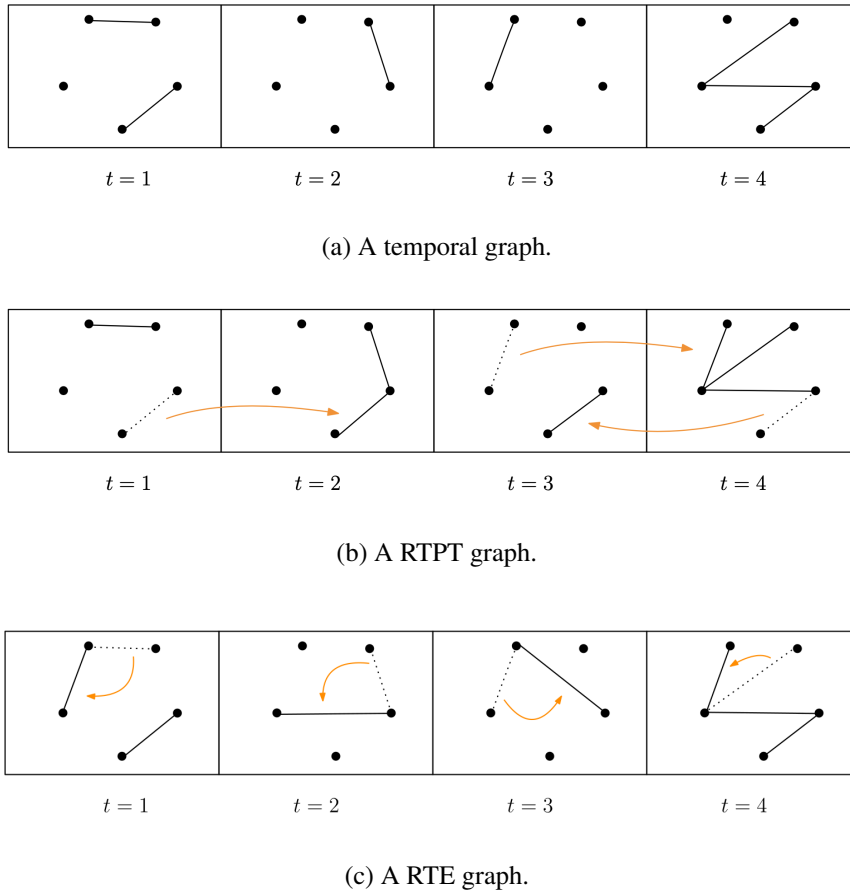 t = 1 t = 2 t = 3 t = 4
(a) A temporal graph.
t = 1 t = 2 t = 3 t = 4
(b) A RTPT graph.
t = 1 t = 2 t = 3 t = 4
(c) A RTE graph.